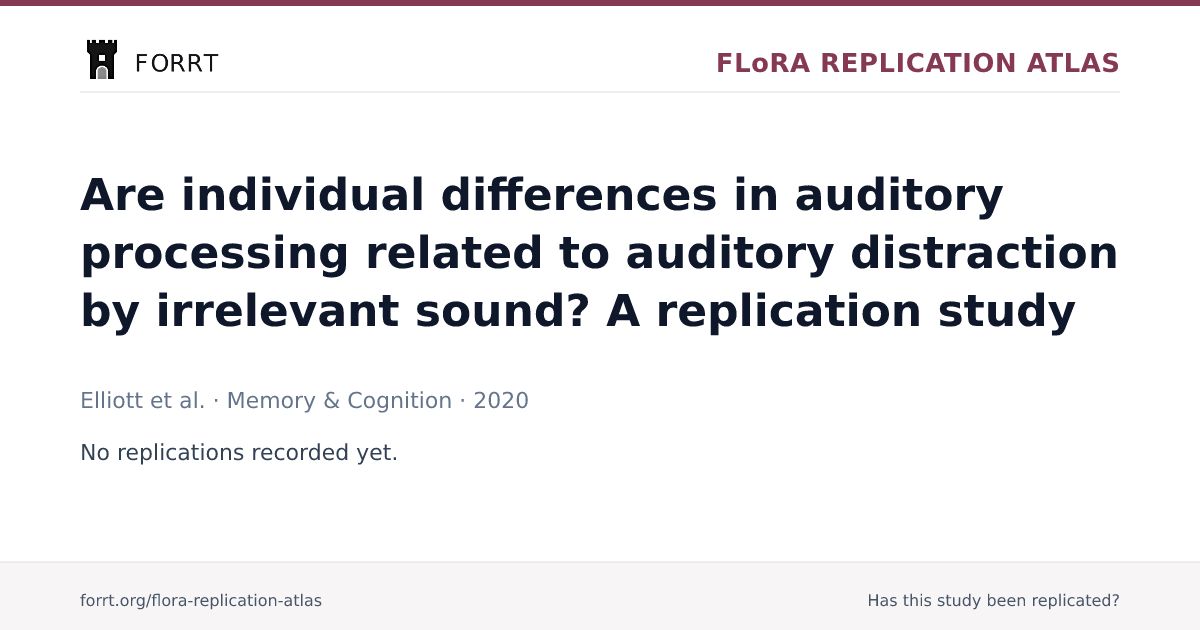 FORRT
FLoRA REPLICATION ATLAS
Are individual differences in auditory
processing related to auditory distraction
by irrelevant sound? A replication study
Elliott et al. · Memory & Cognition · 2020
No replications recorded yet.
forrt.org/flora-replication-atlas
Has this study been replicated?